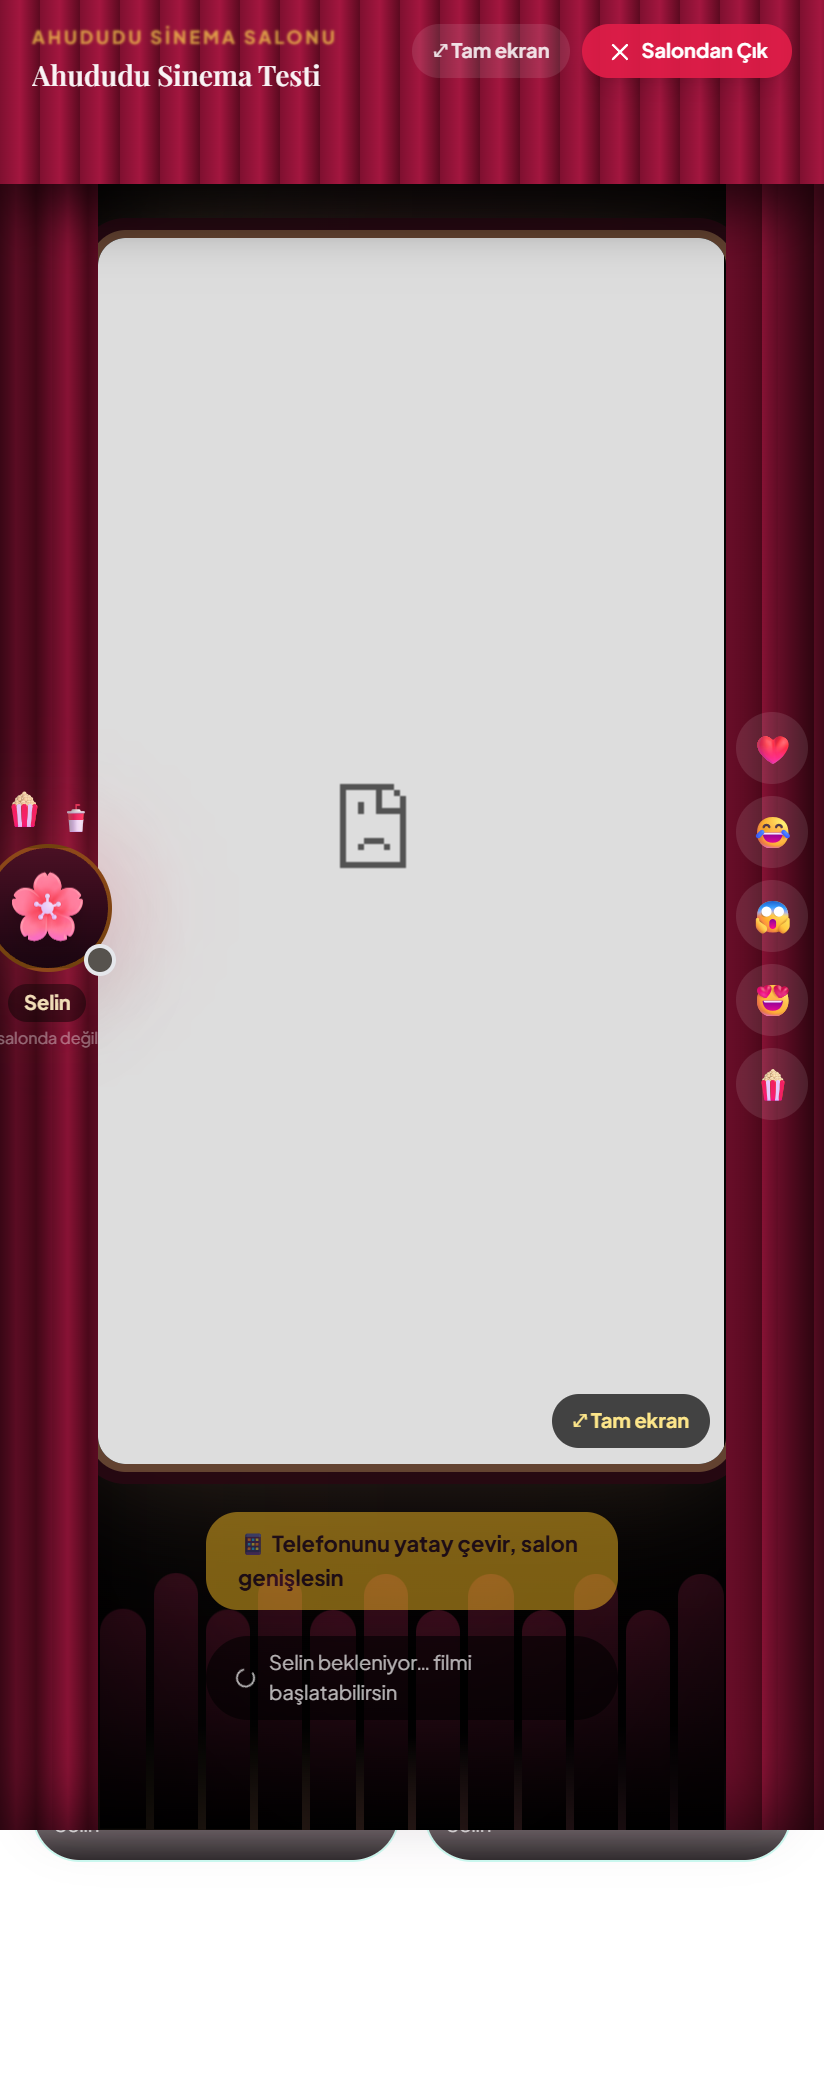 AHUDUDU SİNEMA SALONU
Ahududu Sinema Testi
Tam ekran
Salondan Çık
Selin
salonda değil
Tam ekran
Telefonunu yatay çevir, salon
genişlesin
Selin bekleniyor... filmi
başlatabilirsin